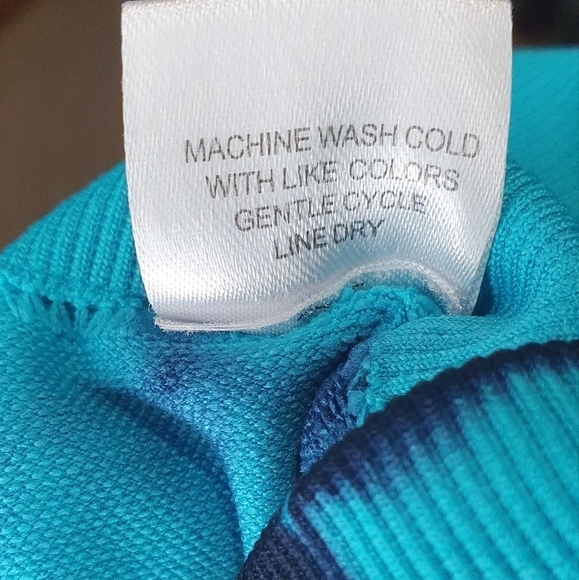 MACHINE WASH COLD
WITH LIKE COLORS
GENTLE CYCLE
LINE DRY